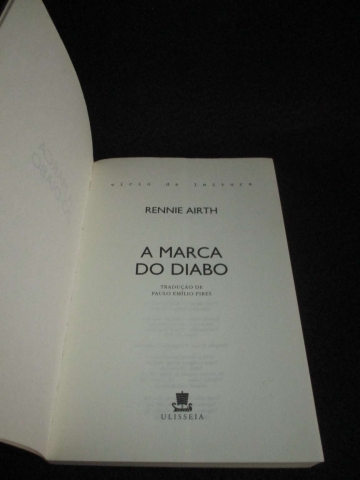 RENNIE AIRTH
A MARCA
DO DIABO
TRADUÇÃO DE
PAULO EMÍLIO PIRES
ULISSEIA